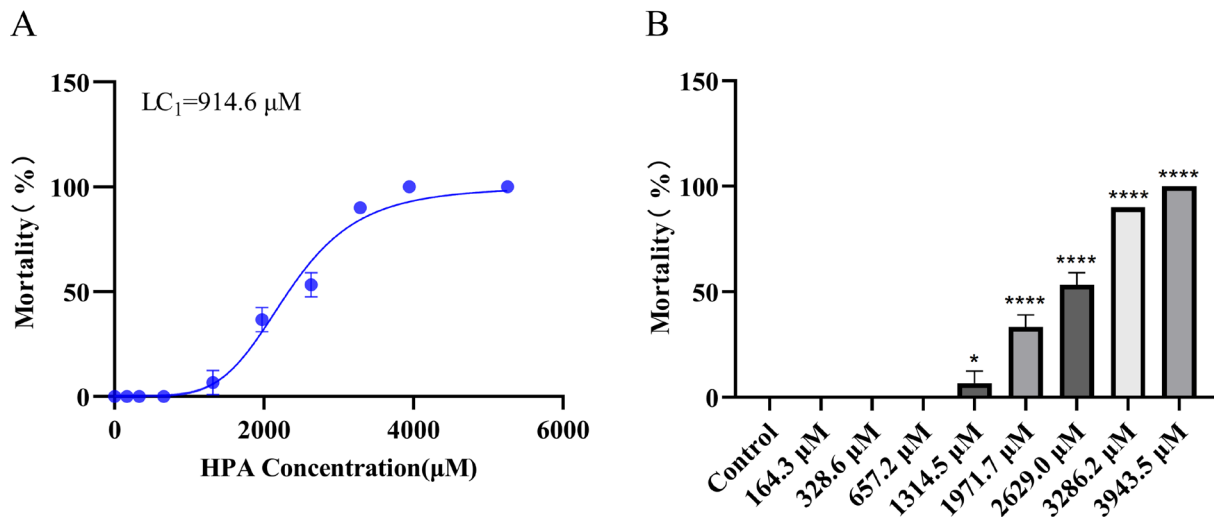 A
LC₁=914.6 μM
Mortality( %)
150
100
50
0
0 2000 4000 6000
HPA Concentration(μM)
B
Mortality( %)
150
100
50
0
* **** **** **** ****
Control
164.3 μM
328.6 μM
657.2 μM
1314.5 μM
1971.7 μM
2629.0 μM
3286.2 μM
3943.5 μM